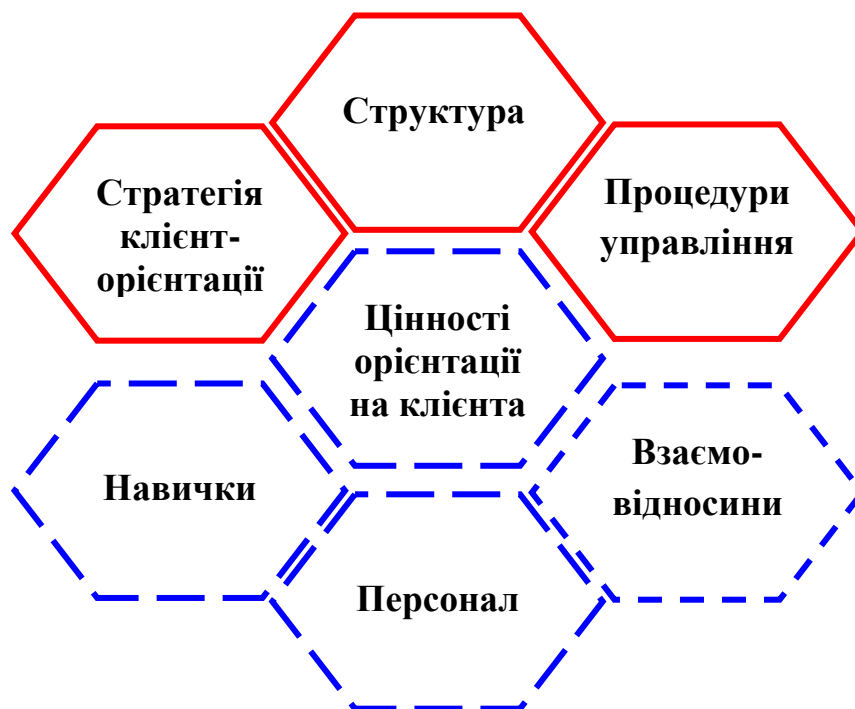 Структура
Стратегія
клієнт-
орієнтації
Процедури
управління
Цінності
орієнтації
на клієнта
Навички
Взаємо-
відносини
Персонал